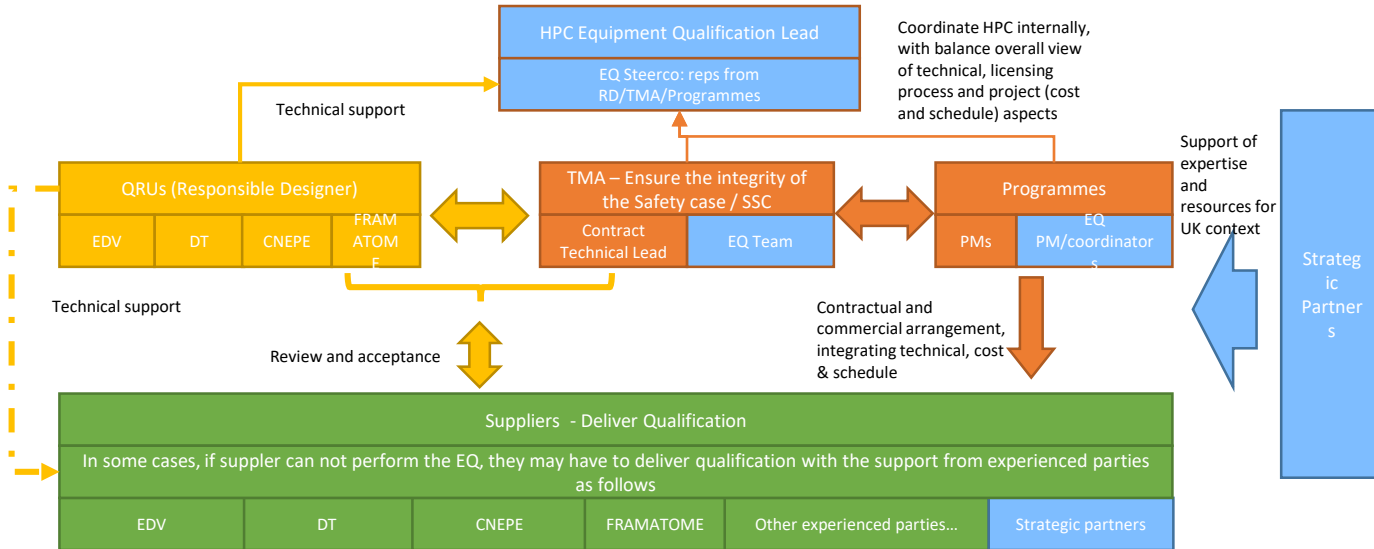 HPC Equipment Qualification Lead
EQ Steerco: reps from
RD/TMA/Programmes
Coordinate HPC internally,
with balance overall view
of technical, licensing
process and project (cost
and schedule) aspects
Technical support
QRUs (Responsible Designer)
EDV
DT
CNEPE
FRAM
ATOM
E
TMA – Ensure the integrity of
the Safety case / SSC
Contract
Technical Lead
EQ Team
Programmes
PMs
EQ
PM/coordinator
s
Support of
expertise
and
resources for
UK context
Strateg
ic
Partner
s
Technical support
Review and acceptance
Contractual and
commercial arrangement,
integrating technical, cost
& schedule
Suppliers - Deliver Qualification
In some cases, if suppler can not perform the EQ, they may have to deliver qualification with the support from experienced parties
as follows
EDV
DT
CNEPE
FRAMATOME
Other experienced parties…
Strategic partners